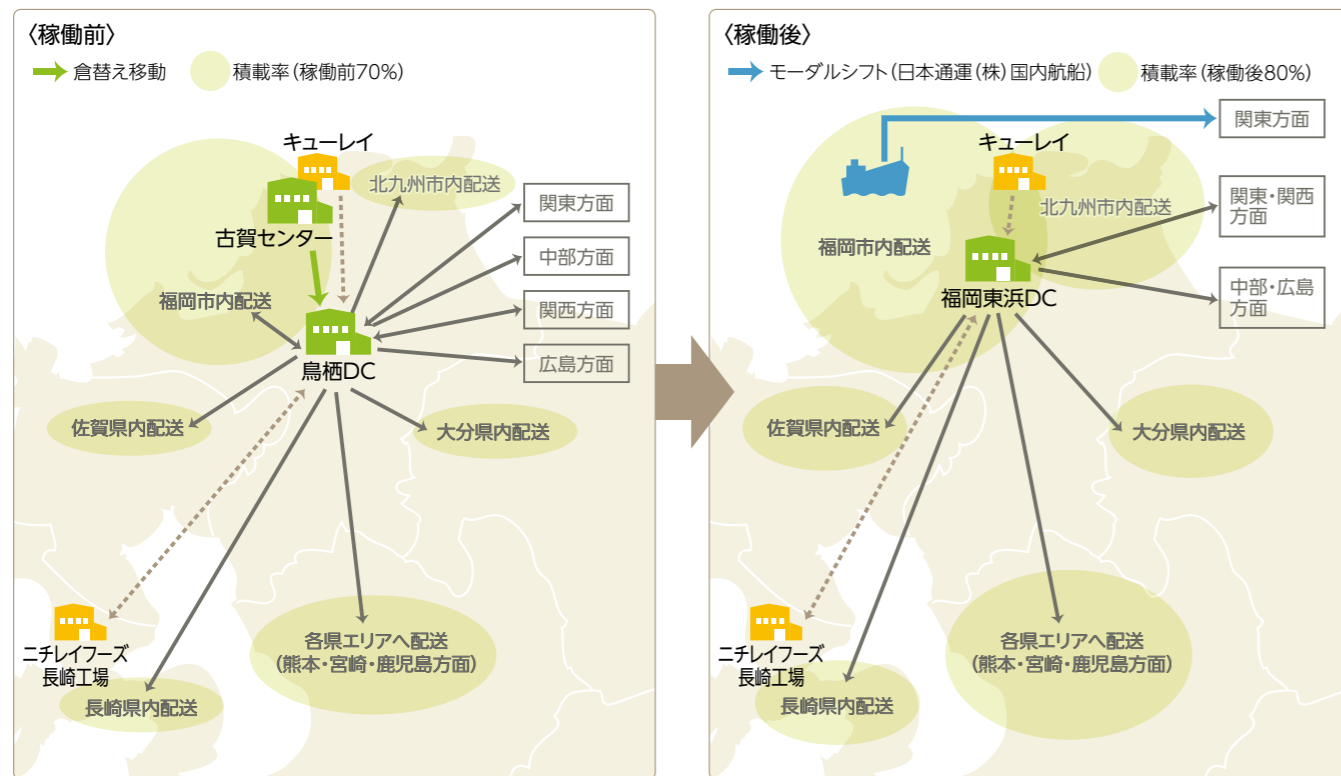 〈稼働前〉
倉替え移動
積載率（稼働前70%）
キューレイ
北九州市内配送
古賀センター
関東方面
中部方面
福岡市内配送
関西方面
鳥栖DC
広島方面
佐賀県内配送
大分県内配送
ニチレイフーズ
長崎工場
各県エリアへ配送
（熊本・宮崎・鹿児島方面）
長崎県内配送
〈稼働後〉
モーダルシフト（日本通運（株）国内航船）
積載率（稼働後80%）
関東方面
キューレイ
北九州市内配送
関東・関西
方面
福岡市内配送
福岡東浜DC
中部・広島
方面
佐賀県内配送
大分県内配送
ニチレイフーズ
長崎工場
各県エリアへ配送
（熊本・宮崎・鹿児島方面）
長崎県内配送